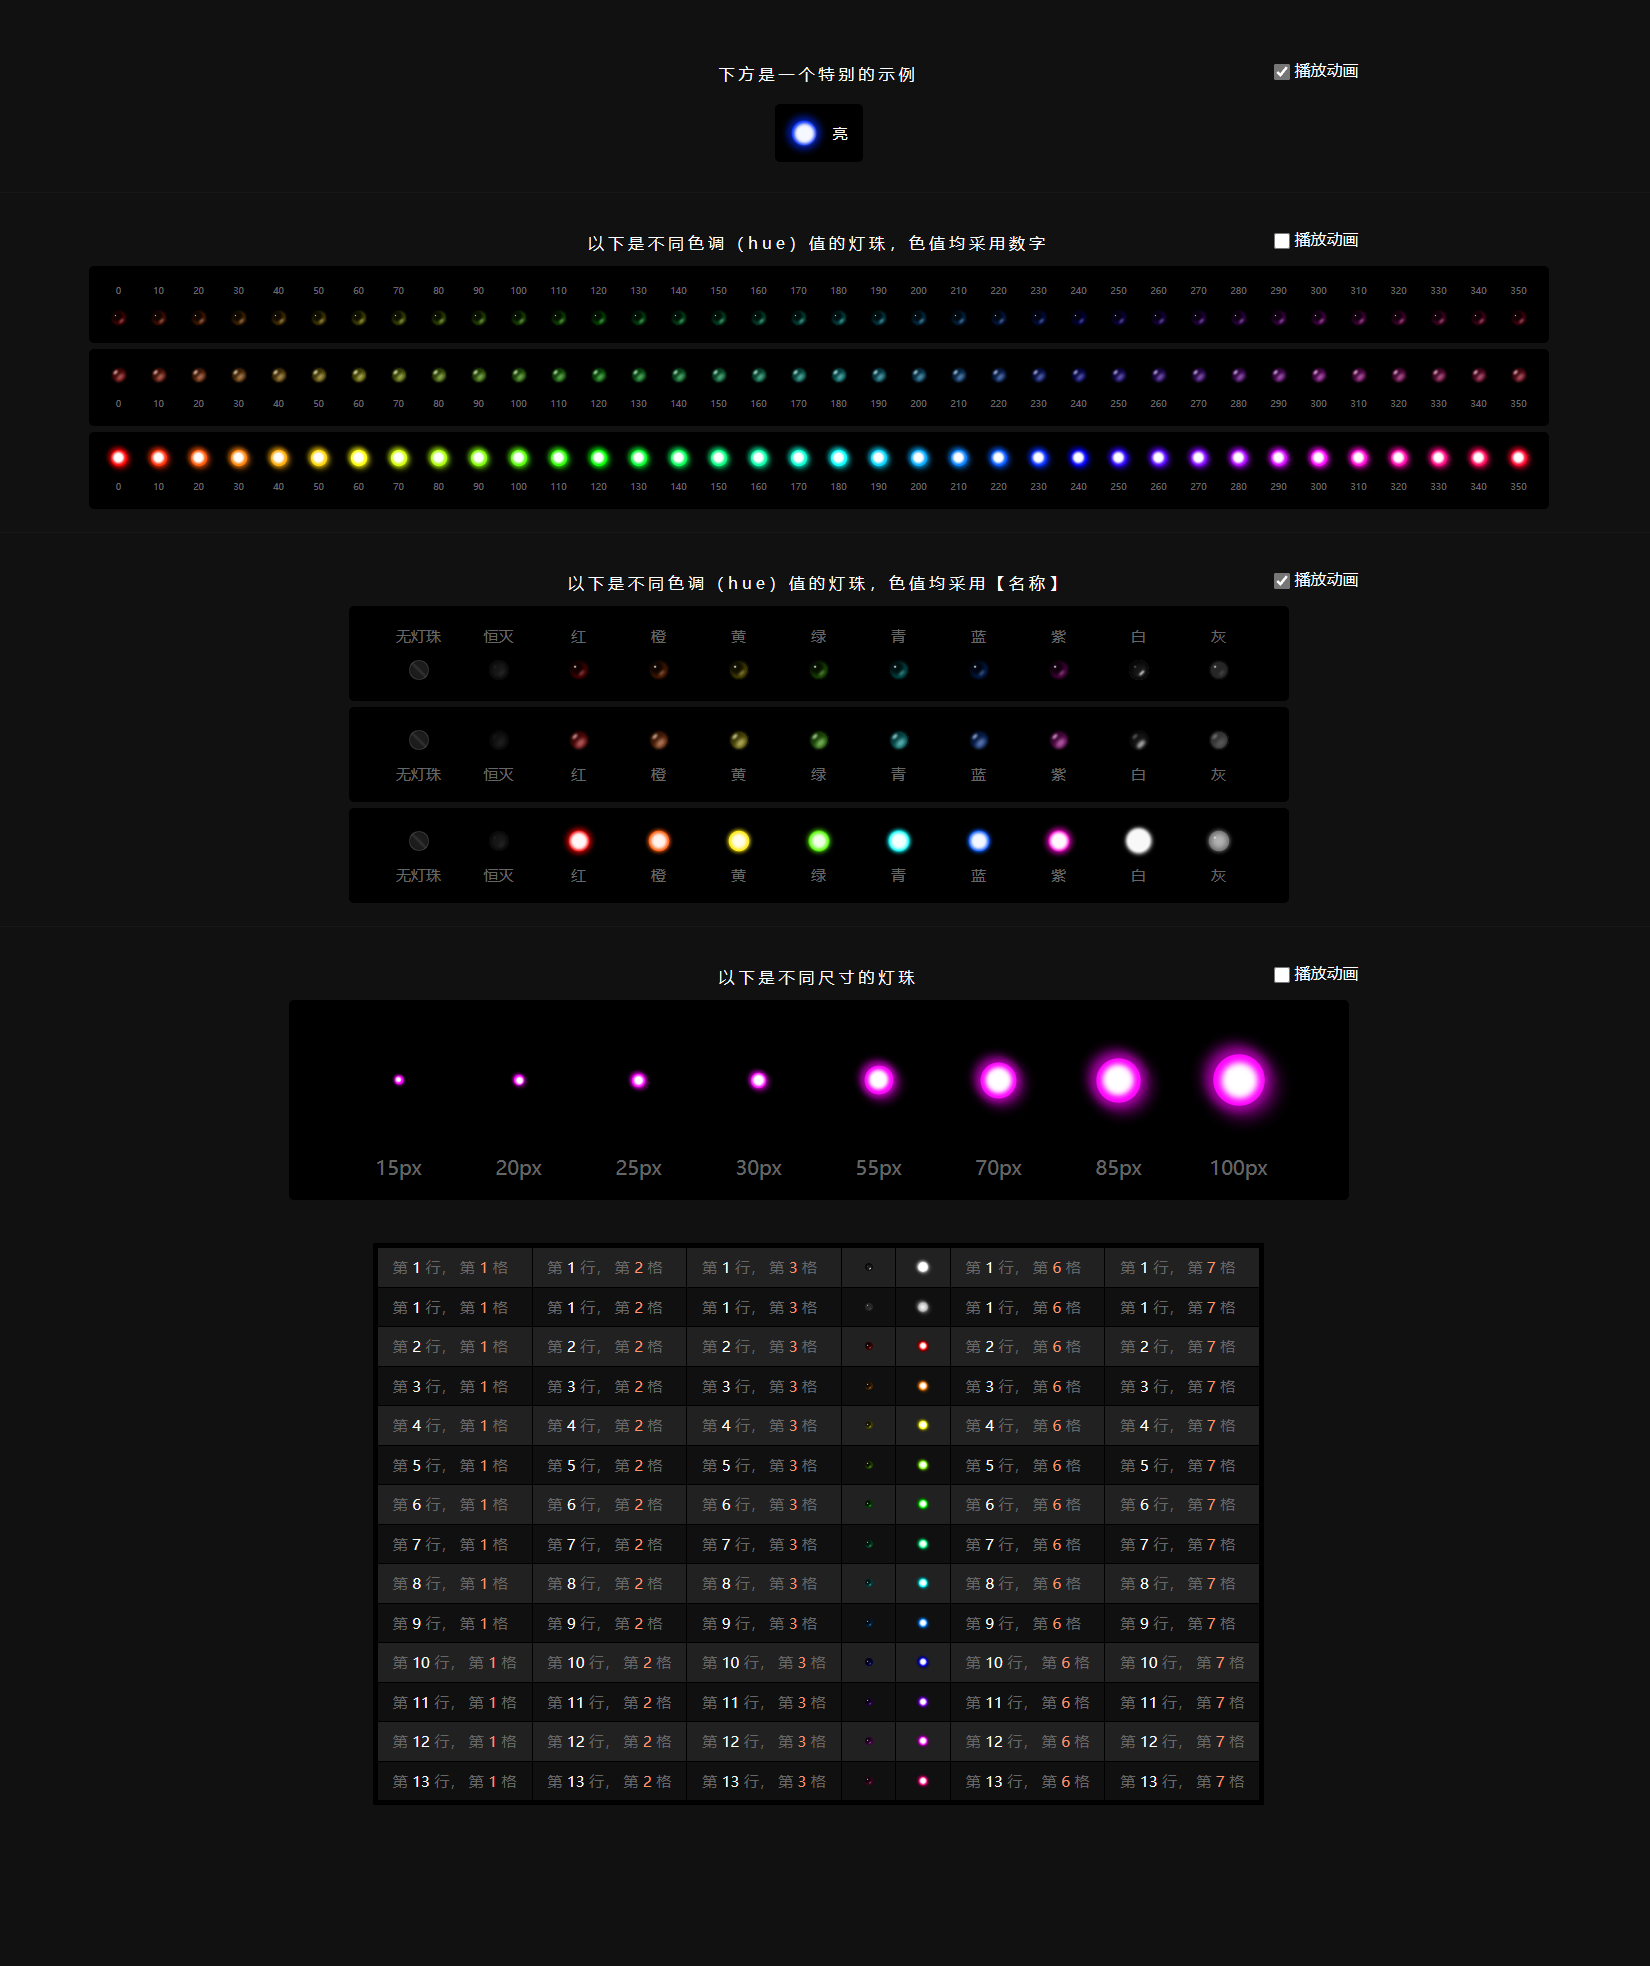 下方是一个特别的示例
播放动画
亮
以下是不同色调（hue）值的灯珠，色值均采用数字
播放动画
0 10 20 30 40 50 60 70 80 90 100 110 120 130 140 150 160 170 180 190 200 210 220 230 240 250 260 270 280 290 300 310 320 330 340 350
0 10 20 30 40 50 60 70 80 90 100 110 120 130 140 150 160 170 180 190 200 210 220 230 240 250 260 270 280 290 300 310 320 330 340 350
0 10 20 30 40 50 60 70 80 90 100 110 120 130 140 150 160 170 180 190 200 210 220 230 240 250 260 270 280 290 300 310 320 330 340 350
以下是不同色调（hue）值的灯珠，色值均采用【名称】
播放动画
无灯珠 恒灭 红 橙 黄 绿 青 蓝 紫 白 灰
无灯珠 恒灭 红 橙 黄 绿 青 蓝 紫 白 灰
无灯珠 恒灭 红 橙 黄 绿 青 蓝 紫 白 灰
以下是不同尺寸的灯珠
播放动画
15px 20px 25px 30px 55px 70px 85px 100px
第 1 行， 第 1 格 第 1 行， 第 2 格 第 1 行， 第 3 格 第 1 行， 第 6 格 第 1 行， 第 7 格
第 1 行， 第 1 格 第 1 行， 第 2 格 第 1 行， 第 3 格 第 1 行， 第 6 格 第 1 行， 第 7 格
第 2 行， 第 1 格 第 2 行， 第 2 格 第 2 行， 第 3 格 第 2 行， 第 6 格 第 2 行， 第 7 格
第 3 行， 第 1 格 第 3 行， 第 2 格 第 3 行， 第 3 格 第 3 行， 第 6 格 第 3 行， 第 7 格
第 4 行， 第 1 格 第 4 行， 第 2 格 第 4 行， 第 3 格 第 4 行， 第 6 格 第 4 行， 第 7 格
第 5 行， 第 1 格 第 5 行， 第 2 格 第 5 行， 第 3 格 第 5 行， 第 6 格 第 5 行， 第 7 格
第 6 行， 第 1 格 第 6 行， 第 2 格 第 6 行， 第 3 格 第 6 行， 第 6 格 第 6 行， 第 7 格
第 7 行， 第 1 格 第 7 行， 第 2 格 第 7 行， 第 3 格 第 7 行， 第 6 格 第 7 行， 第 7 格
第 8 行， 第 1 格 第 8 行， 第 2 格 第 8 行， 第 3 格 第 8 行， 第 6 格 第 8 行， 第 7 格
第 9 行， 第 1 格 第 9 行， 第 2 格 第 9 行， 第 3 格 第 9 行， 第 6 格 第 9 行， 第 7 格
第 10 行， 第 1 格 第 10 行， 第 2 格 第 10 行， 第 3 格 第 10 行， 第 6 格 第 10 行， 第 7 格
第 11 行， 第 1 格 第 11 行， 第 2 格 第 11 行， 第 3 格 第 11 行， 第 6 格 第 11 行， 第 7 格
第 12 行， 第 1 格 第 12 行， 第 2 格 第 12 行， 第 3 格 第 12 行， 第 6 格 第 12 行， 第 7 格
第 13 行， 第 1 格 第 13 行， 第 2 格 第 13 行， 第 3 格 第 13 行， 第 6 格 第 13 行， 第 7 格